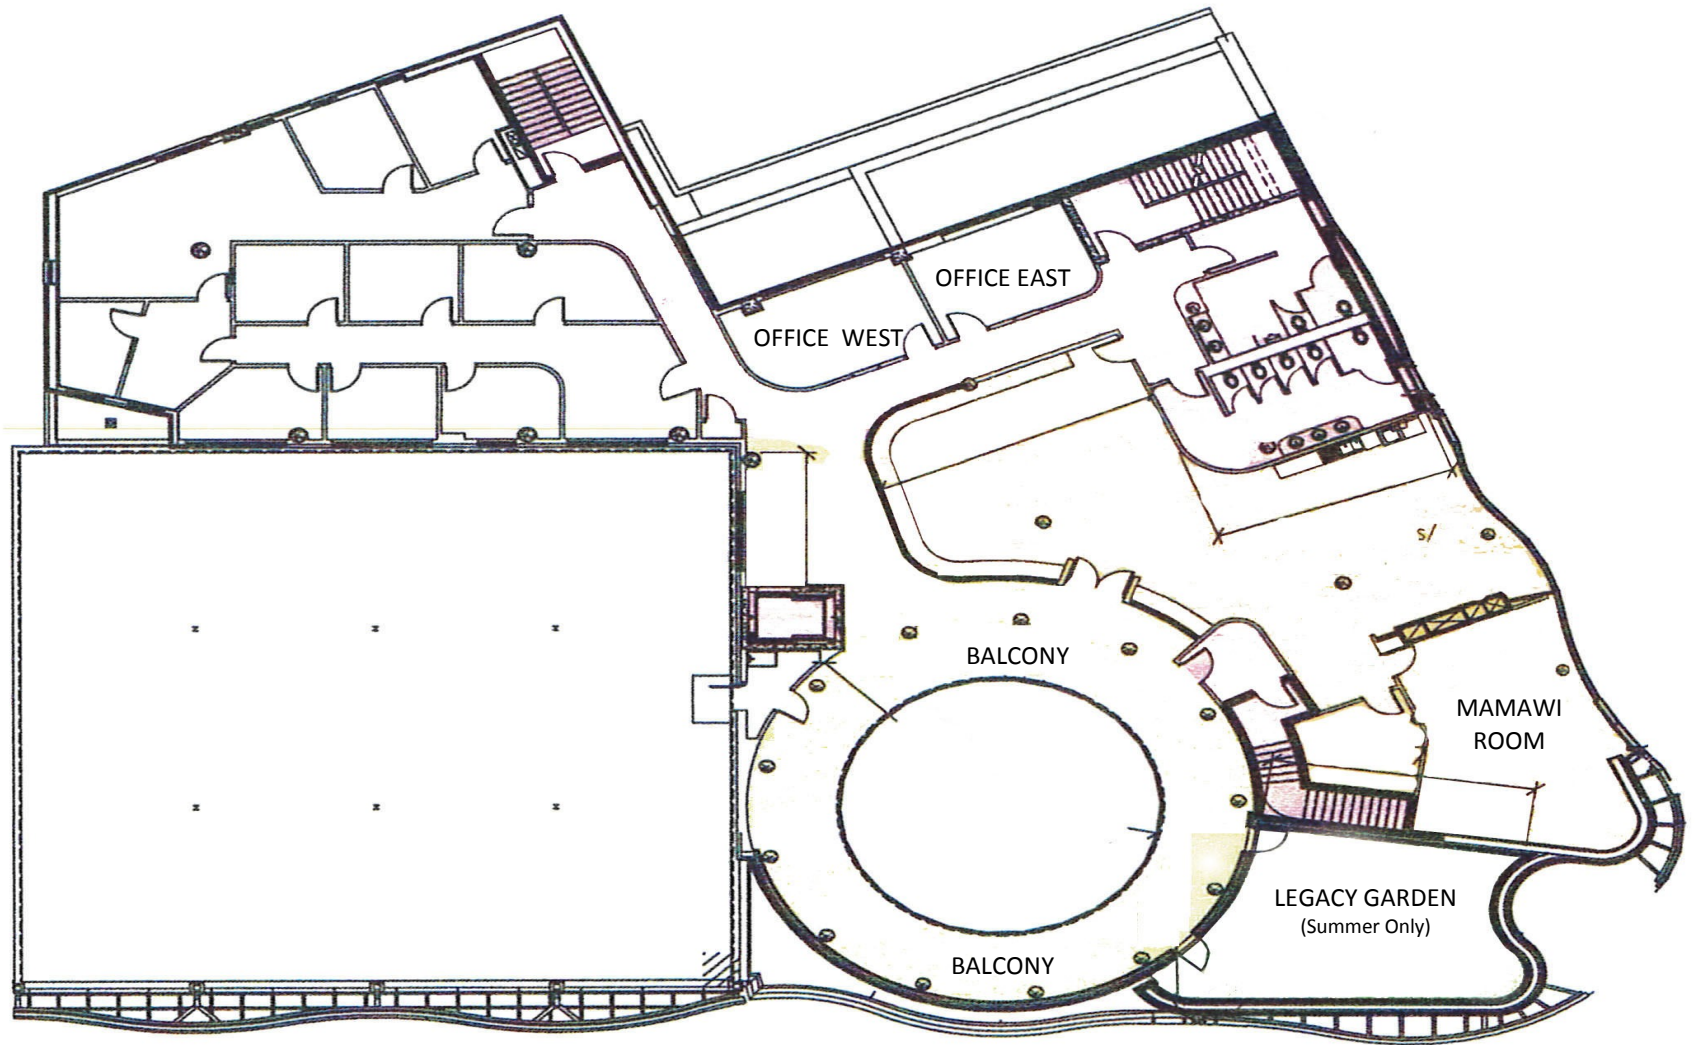 OFFICE EAST
OFFICE  WEST
s/
BALCONY
MAMAWI
ROOM
LEGACY GARDEN
(Summer Only)
BALCONY